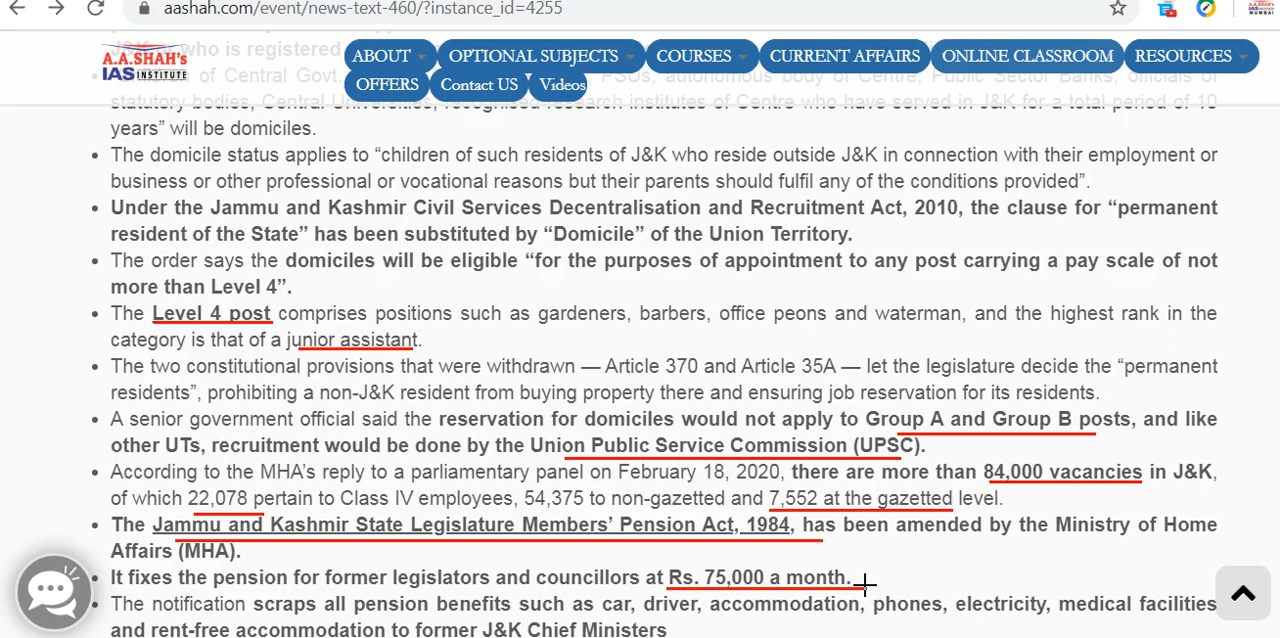 aashah.com/event/news-text-460/?instance_id=4255
A.A.SHAH's
IAS INSTITUTE
ABOUT OPTIONAL SUBJECTS COURSES CURRENT AFFAIRS ONLINE CLASSROOM RESOURCES
OFFERS Contact US Videos
who is registered
of Central Govt. PSUs, autonomous body of Centre, Public Sector Banks, officials of
statutory bodies, Central research institutes of Centre who have served in J&K for a total period of 10
years” will be domiciles.
The domicile status applies to “children of such residents of J&K who reside outside J&K in connection with their employment or
business or other professional or vocational reasons but their parents should fulfil any of the conditions provided”.
Under the Jammu and Kashmir Civil Services Decentralisation and Recruitment Act, 2010, the clause for “permanent
resident of the State” has been substituted by “Domicile” of the Union Territory.
The order says the domiciles will be eligible “for the purposes of appointment to any post carrying a pay scale of not
more than Level 4”.
The Level 4 post comprises positions such as gardeners, barbers, office peons and waterman, and the highest rank in the
category is that of a junior assistant.
The two constitutional provisions that were withdrawn — Article 370 and Article 35A — let the legislature decide the “permanent
residents”, prohibiting a non-J&K resident from buying property there and ensuring job reservation for its residents.
A senior government official said the reservation for domiciles would not apply to Group A and Group B posts, and like
other UTs, recruitment would be done by the Union Public Service Commission (UPSC).
According to the MHA’s reply to a parliamentary panel on February 18, 2020, there are more than 84,000 vacancies in J&K,
of which 22,078 pertain to Class IV employees, 54,375 to non-gazetted and 7,552 at the gazetted level.
The Jammu and Kashmir State Legislature Members’ Pension Act, 1984, has been amended by the Ministry of Home
Affairs (MHA).
It fixes the pension for former legislators and councillors at Rs. 75,000 a month.
The notification scraps all pension benefits such as car, driver, accommodation, phones, electricity, medical facilities
and rent-free accommodation to former J&K Chief Ministers